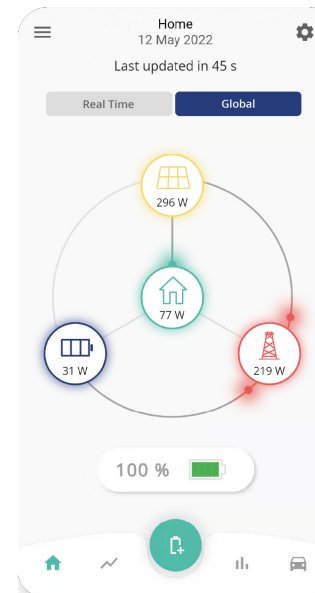 Home
12 May 2022
Last updated in 45 s
Real Time
Global
296 W
77 W
31 W
219 W
100 %